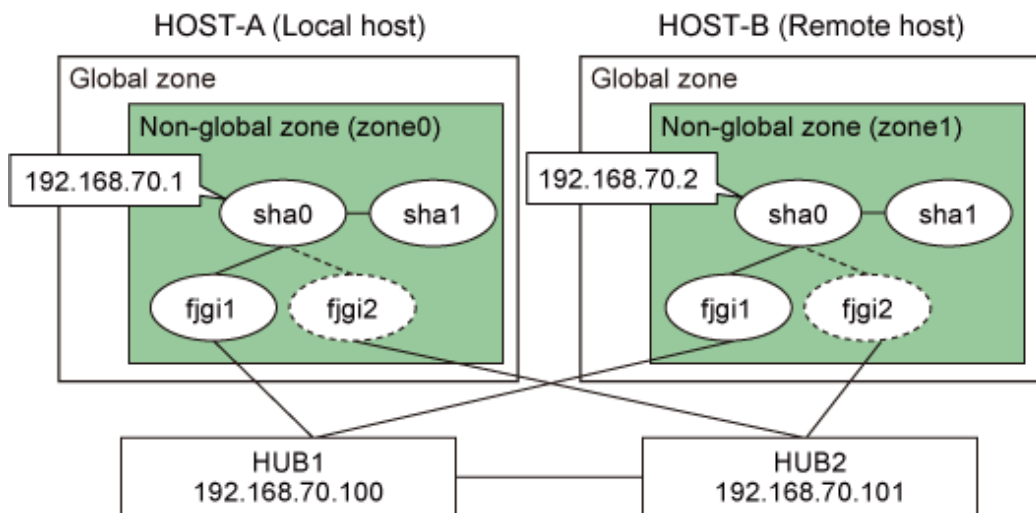 HOST-A (Local host)
HOST-B (Remote host)
Global zone
Global zone
Non-global zone (zone0)
Non-global zone (zone1)
192.168.70.1
192.168.70.2
sha0
sha1
sha0
sha1
fjgi1
fjgi2
fjgi1
fjgi2
HUB1
192.168.70.100
HUB2
192.168.70.101